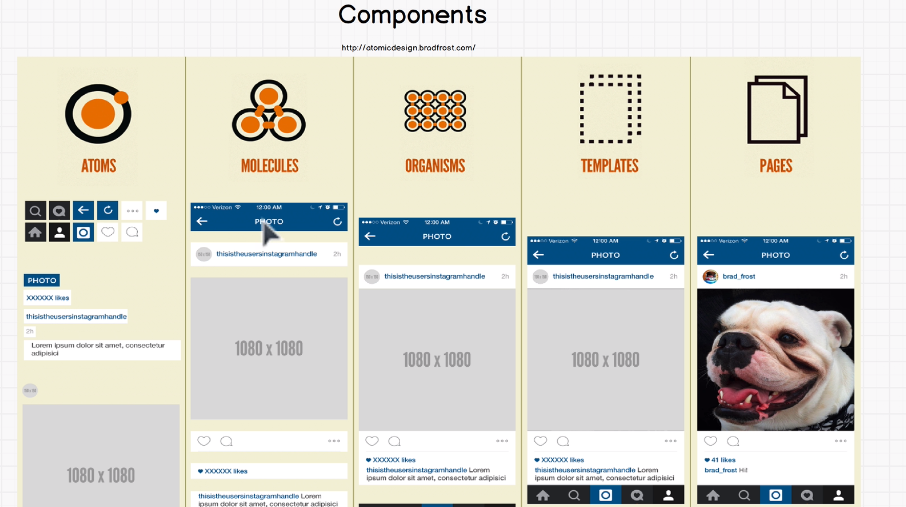 Components
http://atomicdesign.bradfrost.com/
ATOMS
MOLECULES
ORGANISMS
TEMPLATES
PAGES
PHOTO
XXXXXX likes
thisistheusersinstagramhandle
2h
Lorem ipsum dolor sit amet, consectetur
adipisici
1080 x 1080
Verizon 12:00 AM
PHOTO
thisistheusersinstagramhandle 2h
1080 x 1080
XXXXXX likes
thisistheusersinstagramhandle Lorem
ipsum dolor sit amet, consectetur adipisici
Verizon 12:00 AM
PHOTO
thisistheusersinstagramhandle 2h
1080 x 1080
XXXXXX likes
thisistheusersinstagramhandle Lorem
ipsum dolor sit amet, consectetur adipisici
Verizon 12:00 AM
PHOTO
thisistheusersinstagramhandle 2h
1080 x 1080
XXXXXX likes
thisistheusersinstagramhandle Lorem
ipsum dolor sit amet, consectetur adipisici
Verizon 12:00 AM
PHOTO
brad_frost 2h
41 likes
brad_frost Hi!